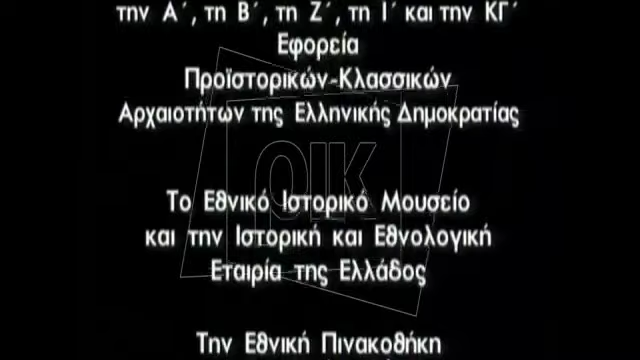 την Α΄, τη Β΄, τη Ζ΄, τη Ι΄ και την ΚΓ΄
Εφορεία
Προϊστορικών-Κλασσικών
Αρχαιοτήτων της Ελληνικής Δημοκρατίας
ΟΙΚ
Το Εθνικό Ιστορικό Μουσείο
και την Ιστορική και Εθνολογική
Εταιρία της Ελλάδος
Την Εθνική Πινακοθήκη